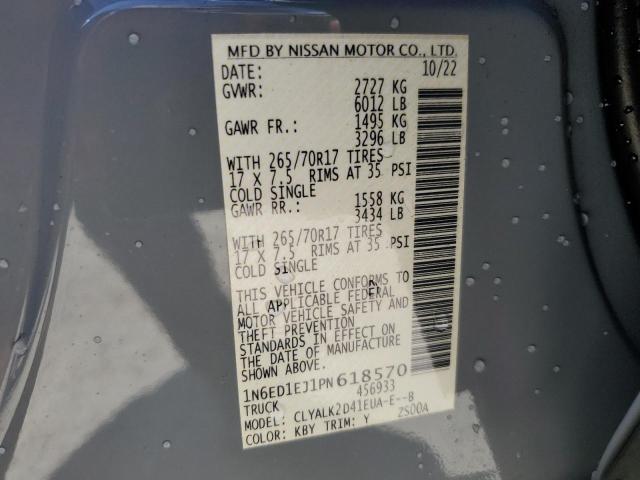 MFD BY NISSAN MOTOR CO., LTD.
DATE: 10/22
GVWR: 2727 KG
6012 LB
GAWR FR.: 1495 KG
3296 LB
WITH 265/70R17 TIRES
17 X 7.5 RIMS AT 35 PSI
COLD SINGLE
GAWR RR.: 1558 KG
3434 LB
WITH 265/70R17 TIRES
17 X 7.5 RIMS AT 35 PSI
COLD SINGLE
THIS VEHICLE CONFORMS TO
ALL APPLICABLE FEDERAL
MOTOR VEHICLE SAFETY AND
THEFT PREVENTION
STANDARDS IN EFFECT ON
THE DATE OF MANUFACTURE
SHOWN ABOVE.
1N6ED1EJ1PN618570
TRUCK 456933
MODEL: CLYALK2D41EUA-E--B
COLOR: KBY TRIM: Y ZS00A